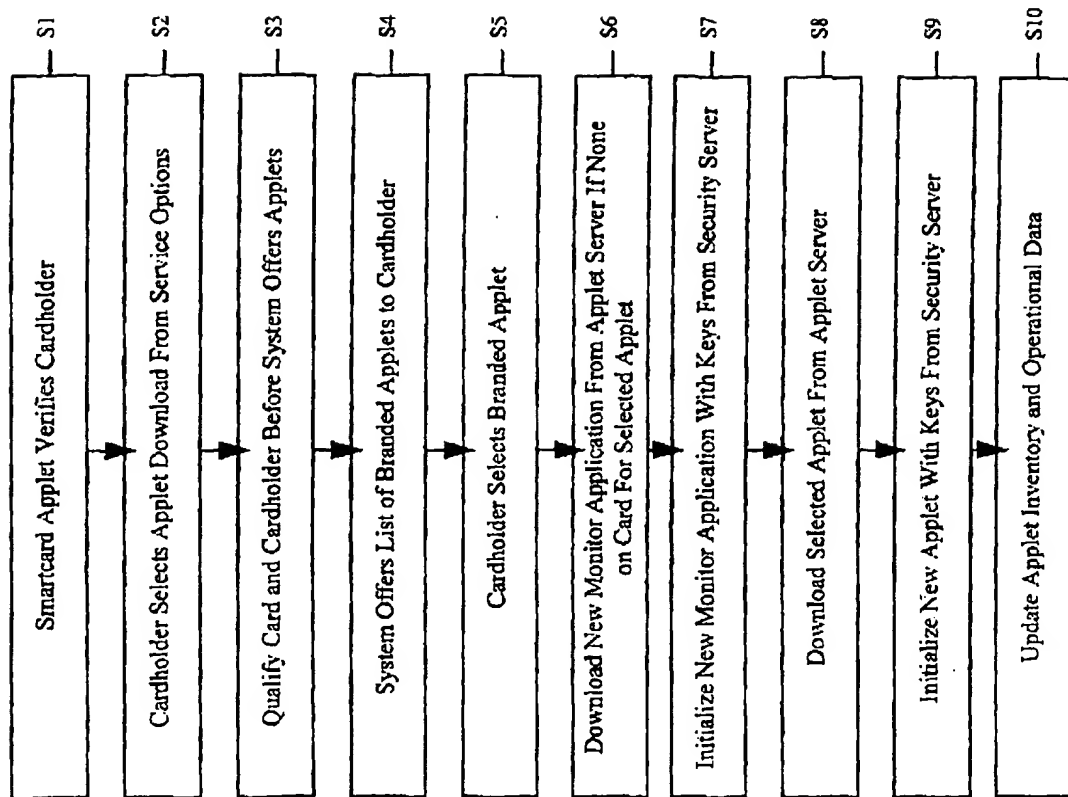 Smartcard Applet Verifies Cardholder
S1
Cardholder Selects Applet Download From Service Options
S2
Qualify Card and Cardholder Before System Offers Applets
S3
System Offers List of Branded Applets to Cardholder
S4
Cardholder Selects Branded Applet
S5
Download New Monitor Application From Applet Server If None
on Card For Selected Applet
S6
Initialize New Monitor Application With Keys From Security Server
S7
Download Selected Applet From Applet Server
S8
Initialize New Applet With Keys From Security Server
S9
Update Applet Inventory and Operational Data
S10